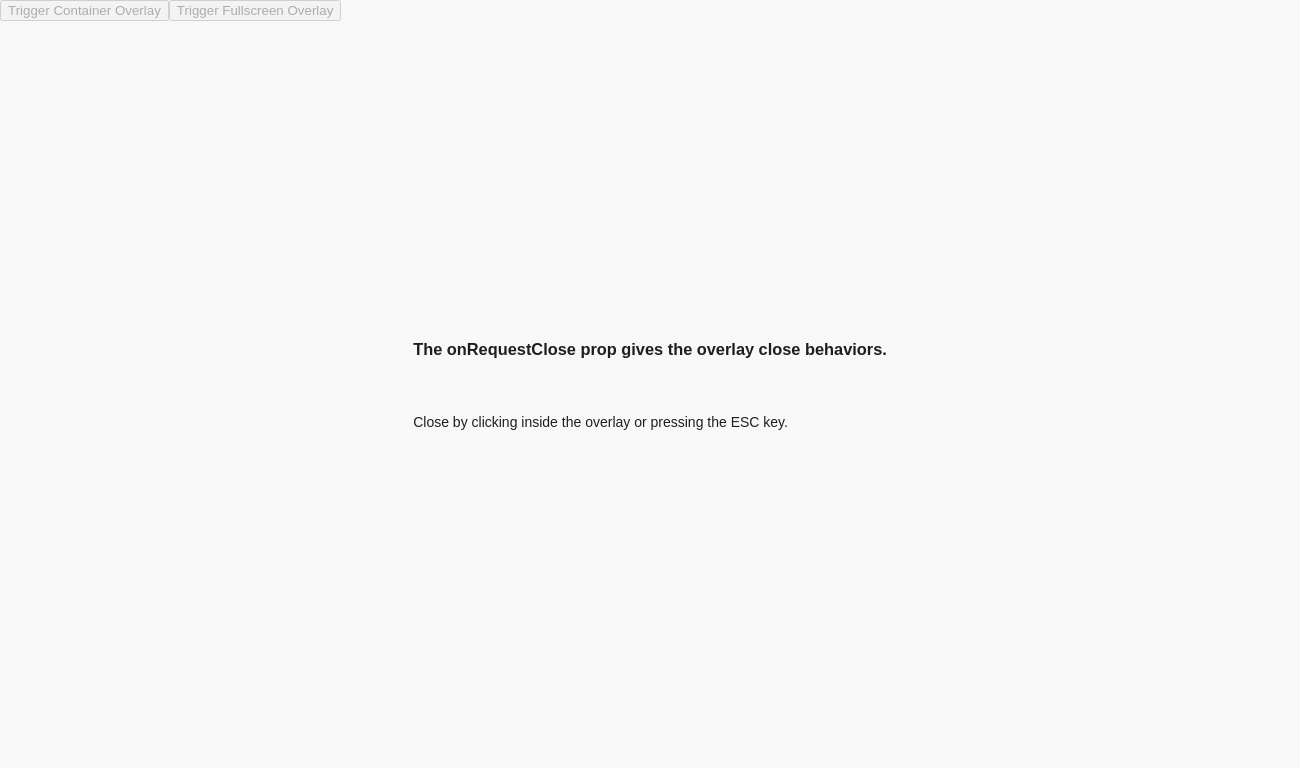 Trigger Container Overlay Trigger Fullscreen Overlay
The onRequestClose prop gives the overlay close behaviors.
Close by clicking inside the overlay or pressing the ESC key.